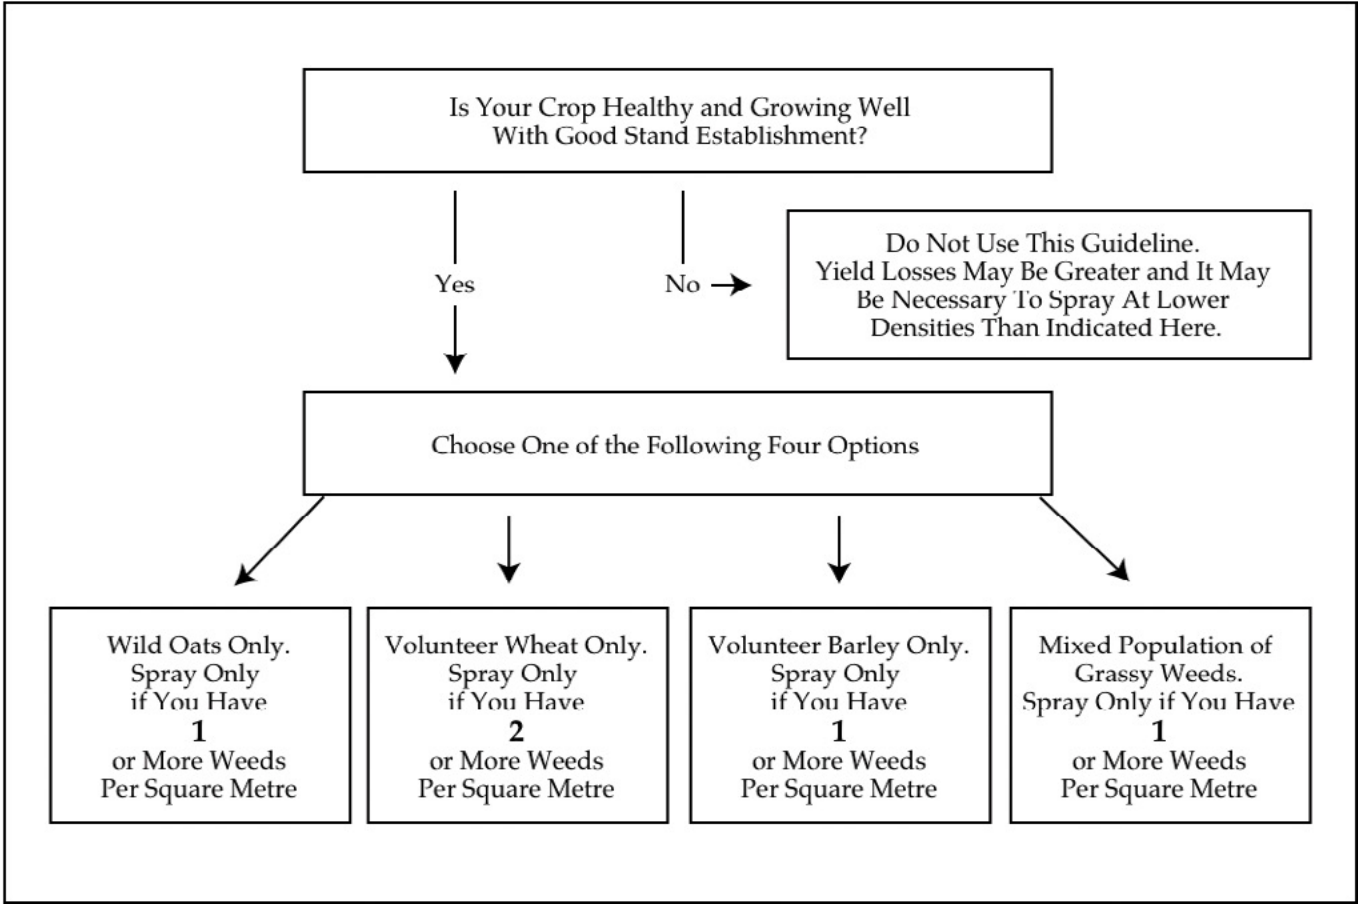 Is Your Crop Healthy and Growing Well
With Good Stand Establishment?
Yes
No
Do Not Use This Guideline.
Yield Losses May Be Greater and It May
Be Necessary To Spray At Lower
Densities Than Indicated Here.
Choose One of the Following Four Options
Wild Oats Only.
Spray Only
if You Have
1
or More Weeds
Per Square Metre
Volunteer Wheat Only.
Spray Only
if You Have
2
or More Weeds
Per Square Metre
Volunteer Barley Only.
Spray Only
if You Have
1
or More Weeds
Per Square Metre
Mixed Population of
Grassy Weeds.
Spray Only if You Have
1
or More Weeds
Per Square Metre